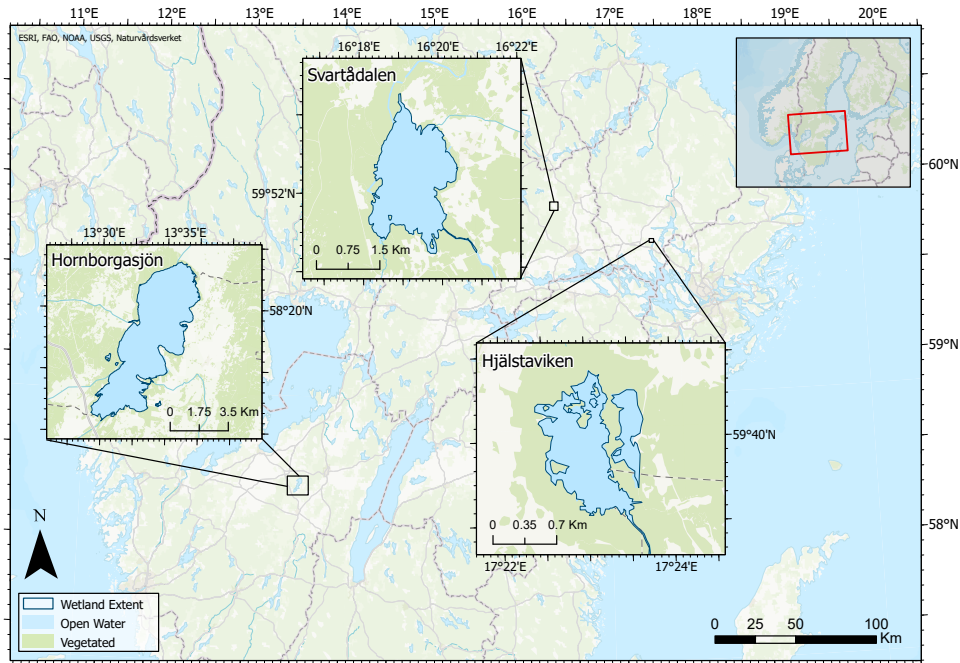 11°E 12°E 13°E 14°E 15°E 16°E 17°E 18°E 19°E 20°E
ESRI, FAO, NOAA, USGS, Naturvårdsverket
16°18'E 16°20'E 16°22'E
Svartådalen
59°52'N
0 0.75 1.5 Km
60°N
13°30'E 13°35'E
Hornborgasjön
58°20'N
0 1.75 3.5 Km
59°N
Hjälstaviken
59°40'N
0 0.35 0.7 Km
17°22'E 17°24'E
58°N
N
Wetland Extent
Open Water
Vegetated
0 25 50 100
Km